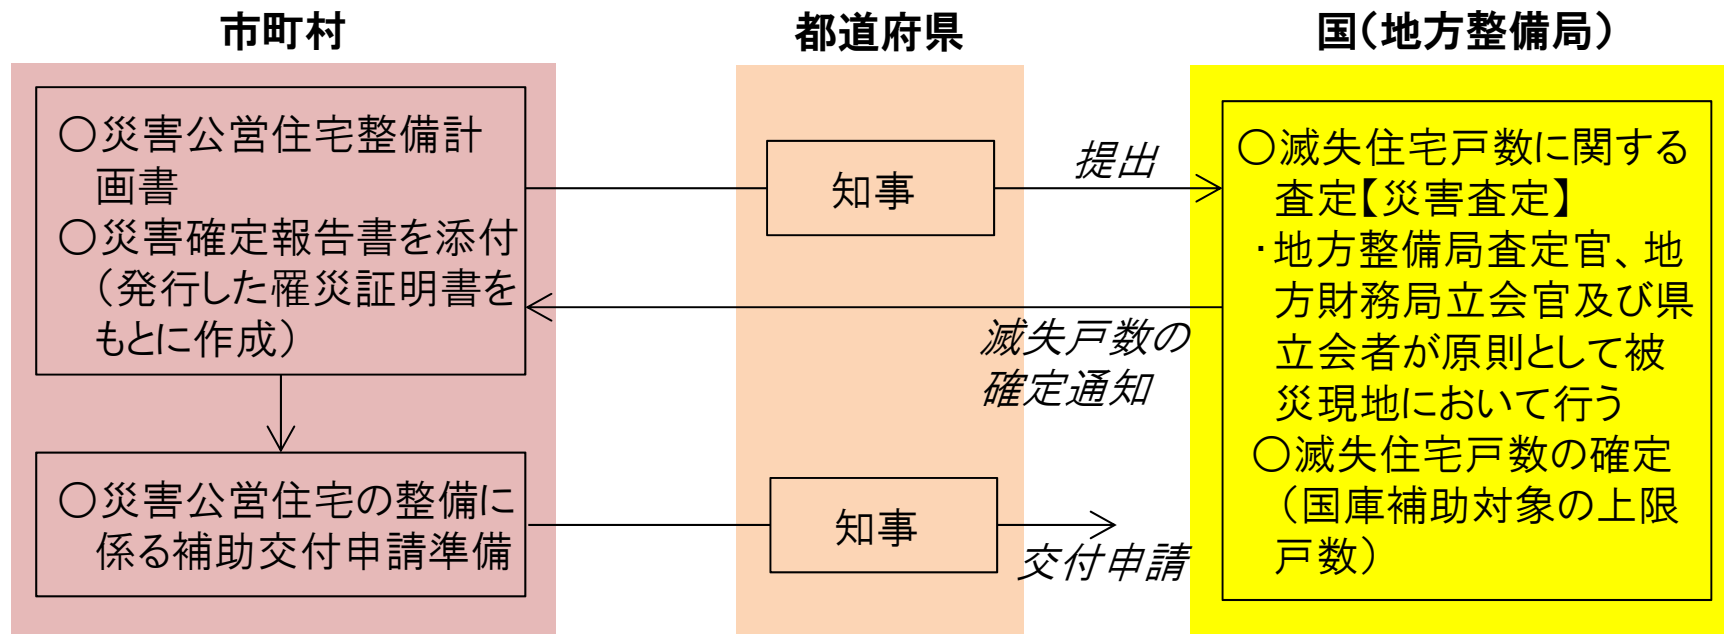 市町村
都道府県
国（地方整備局）
〇災害公営住宅整備計
画書
〇災害確定報告書を添付
（発行した罹災証明書を
もとに作成）
知事
提出
〇滅失住宅戸数に関する
査定【災害査定】
・地方整備局査定官、地
方財務局立会官及び県
立会者が原則として被
災現地において行う
〇滅失住宅戸数の確定
（国庫補助対象の上限
戸数）
滅失戸数の
確定通知
〇災害公営住宅の整備に
係る補助交付申請準備
知事
交付申請